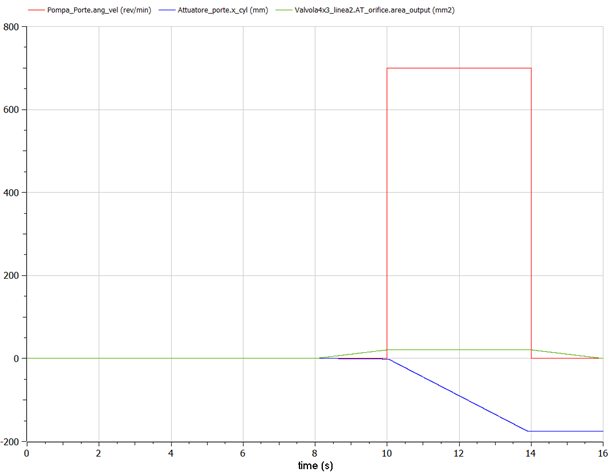 Pompa_Porte.ang_vel (rev/min) Attuatore_porte.x_cyl (mm) Valvola4x3_linea2.AT_orifice.area_output (mm2)
800
600
400
200
0
-200
0 2 4 6 8 10 12 14 16
time (s)